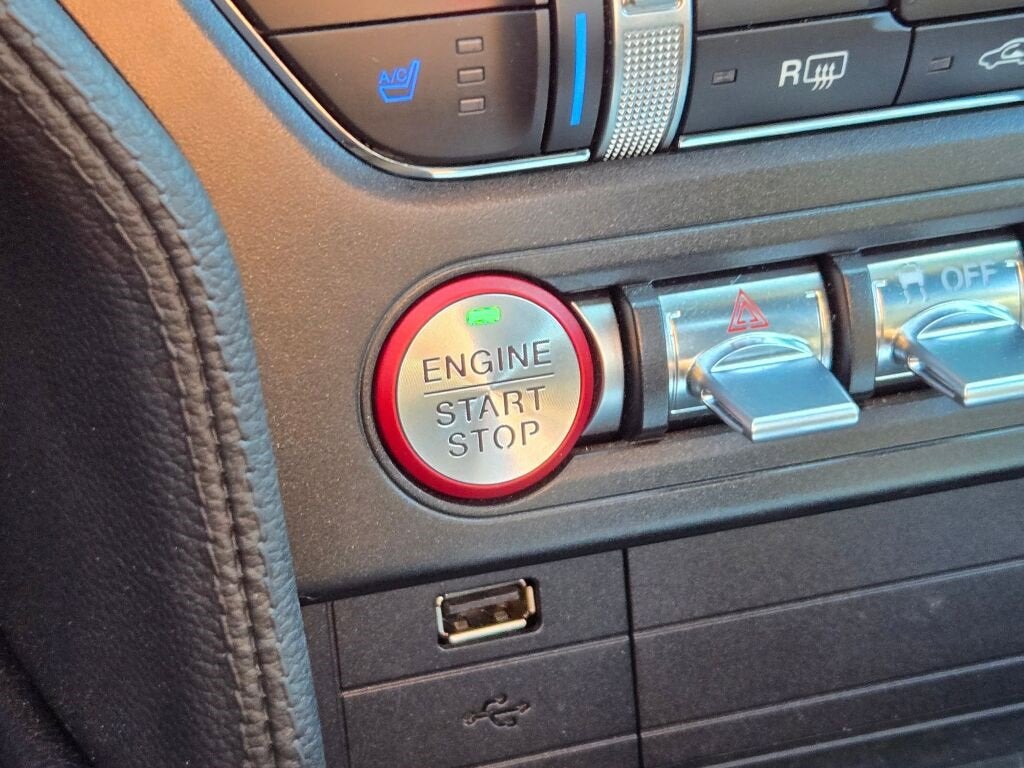 A/C
R
ENGINE
START
STOP
OFF